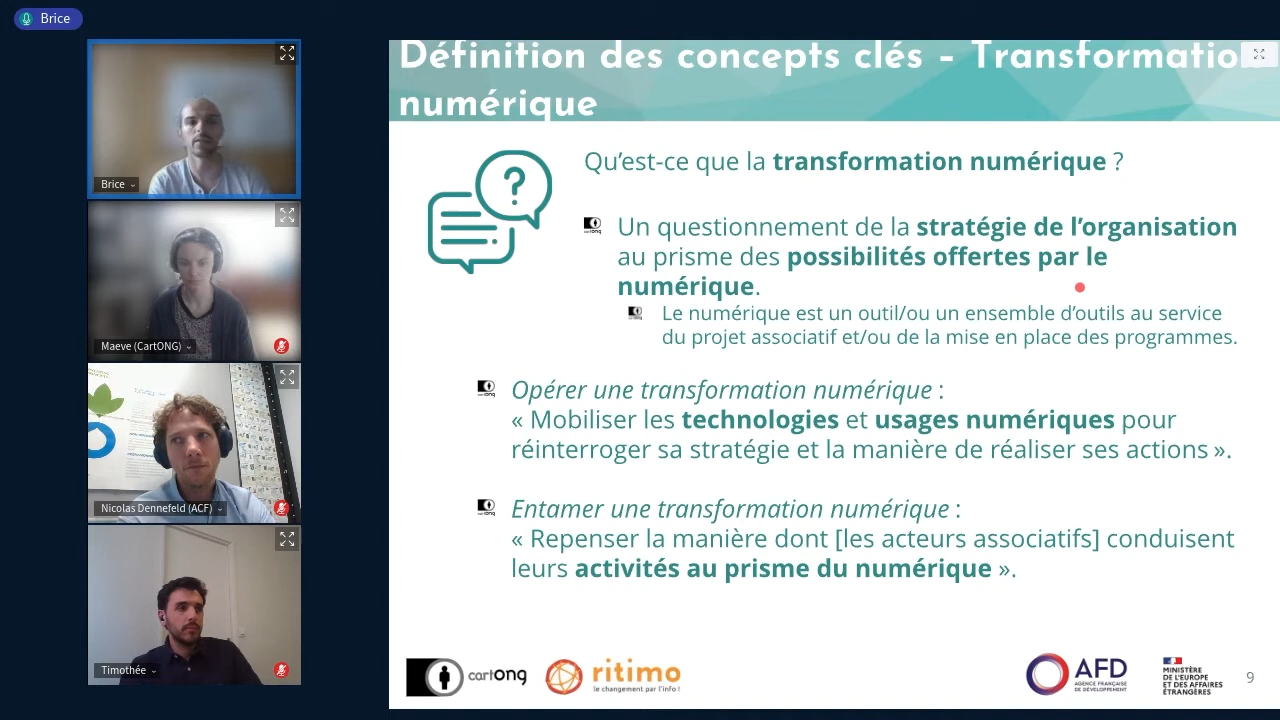 Brice
Définition des concepts clés – Transformation
numérique
Brice
Maeve (CartONG)
Nicolas Dennefeld (ACF)
Timothée
Qu’est-ce que la transformation numérique ?
Un questionnement de la stratégie de l’organisation
au prisme des possibilités offertes par le
numérique.
Le numérique est un outil/ou un ensemble d’outils au service
du projet associatif et/ou de la mise en place des programmes.
Opérer une transformation numérique :
« Mobiliser les technologies et usages numériques pour
réinterroger sa stratégie et la manière de réaliser ses actions ».
Entamer une transformation numérique :
« Repenser la manière dont [les acteurs associatifs] conduisent
leurs activités au prisme du numérique ».
cartONG
ritimo
le changement par l'info !
AFD
AGENCE FRANÇAISE
DE DÉVELOPPEMENT
MINISTÈRE
DE L'EUROPE
ET DES AFFAIRES
ÉTRANGÈRES
9